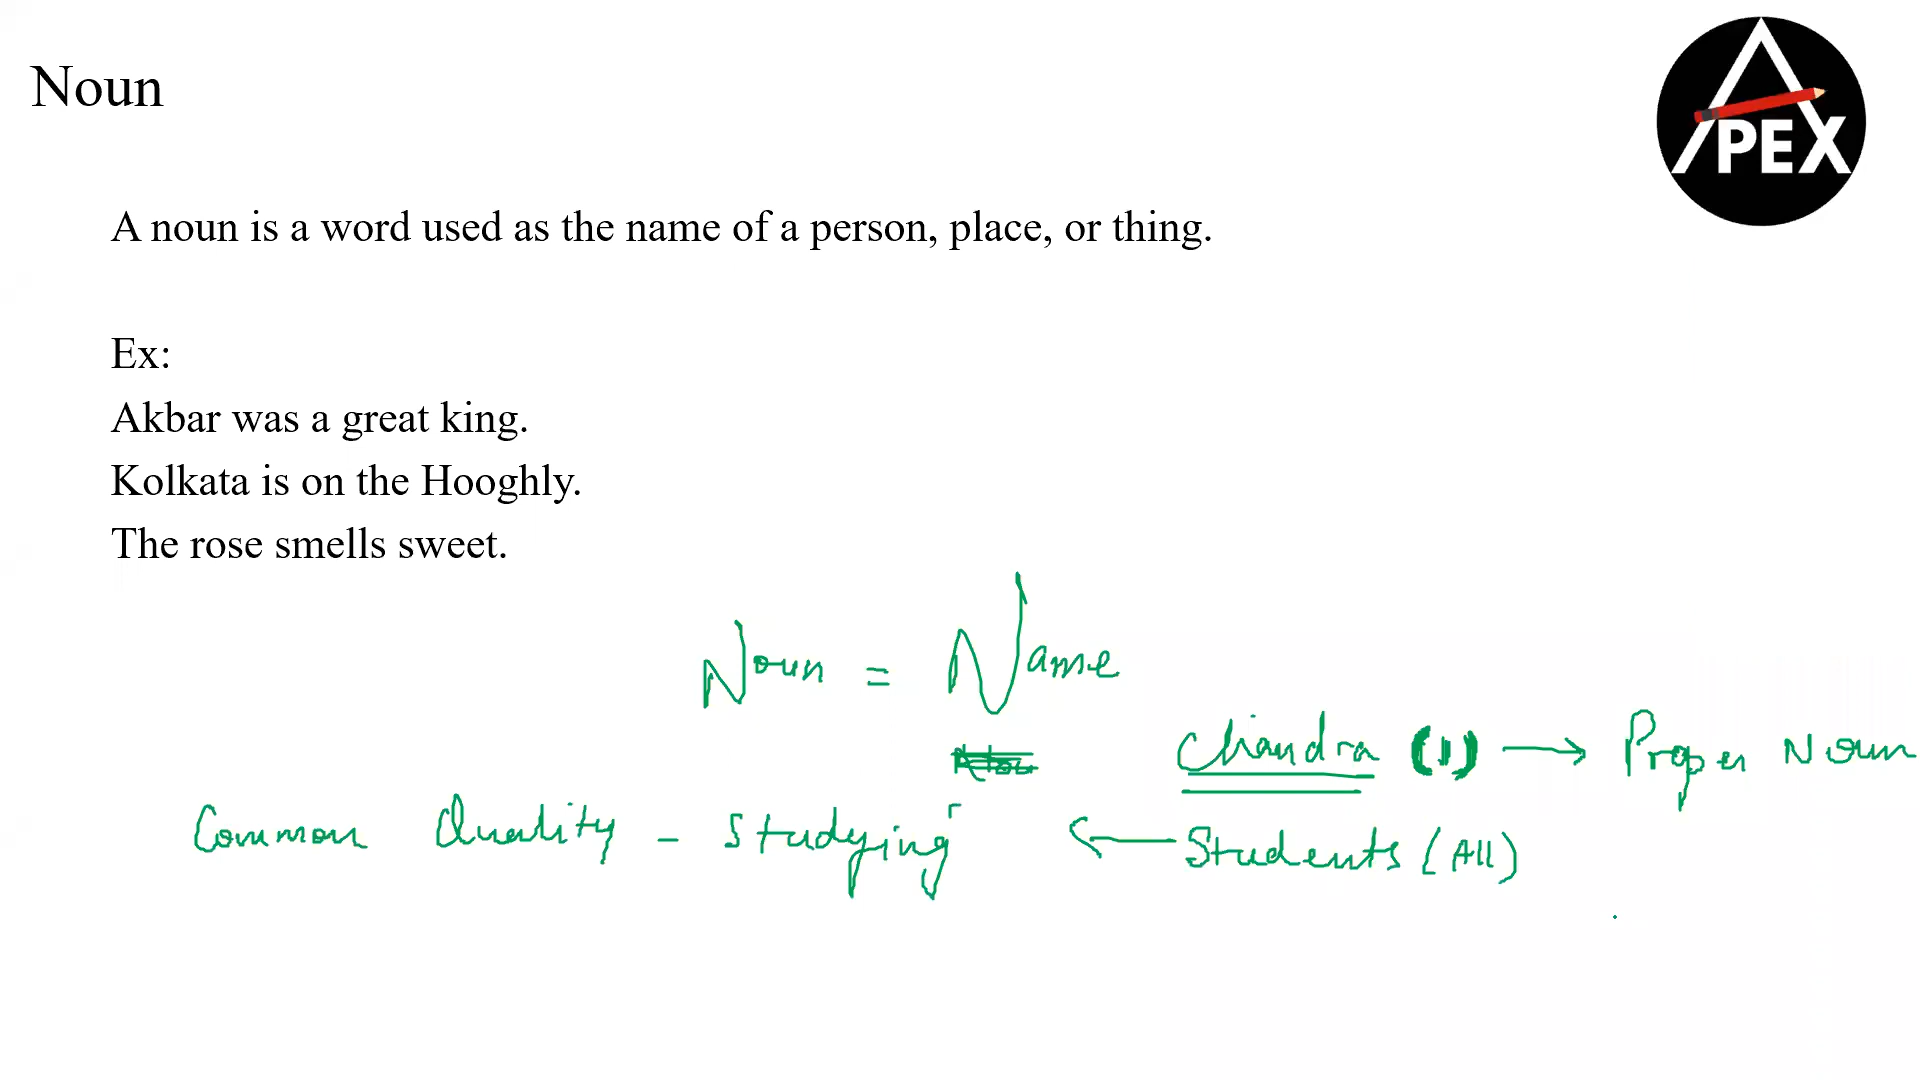 Noun
APEX
A noun is a word used as the name of a person, place, or thing.
Ex:
Akbar was a great king.
Kolkata is on the Hooghly.
The rose smells sweet.
Noun = Name
Chandra (1) → Proper Noun
Common Quality - Studying ← Students (All)